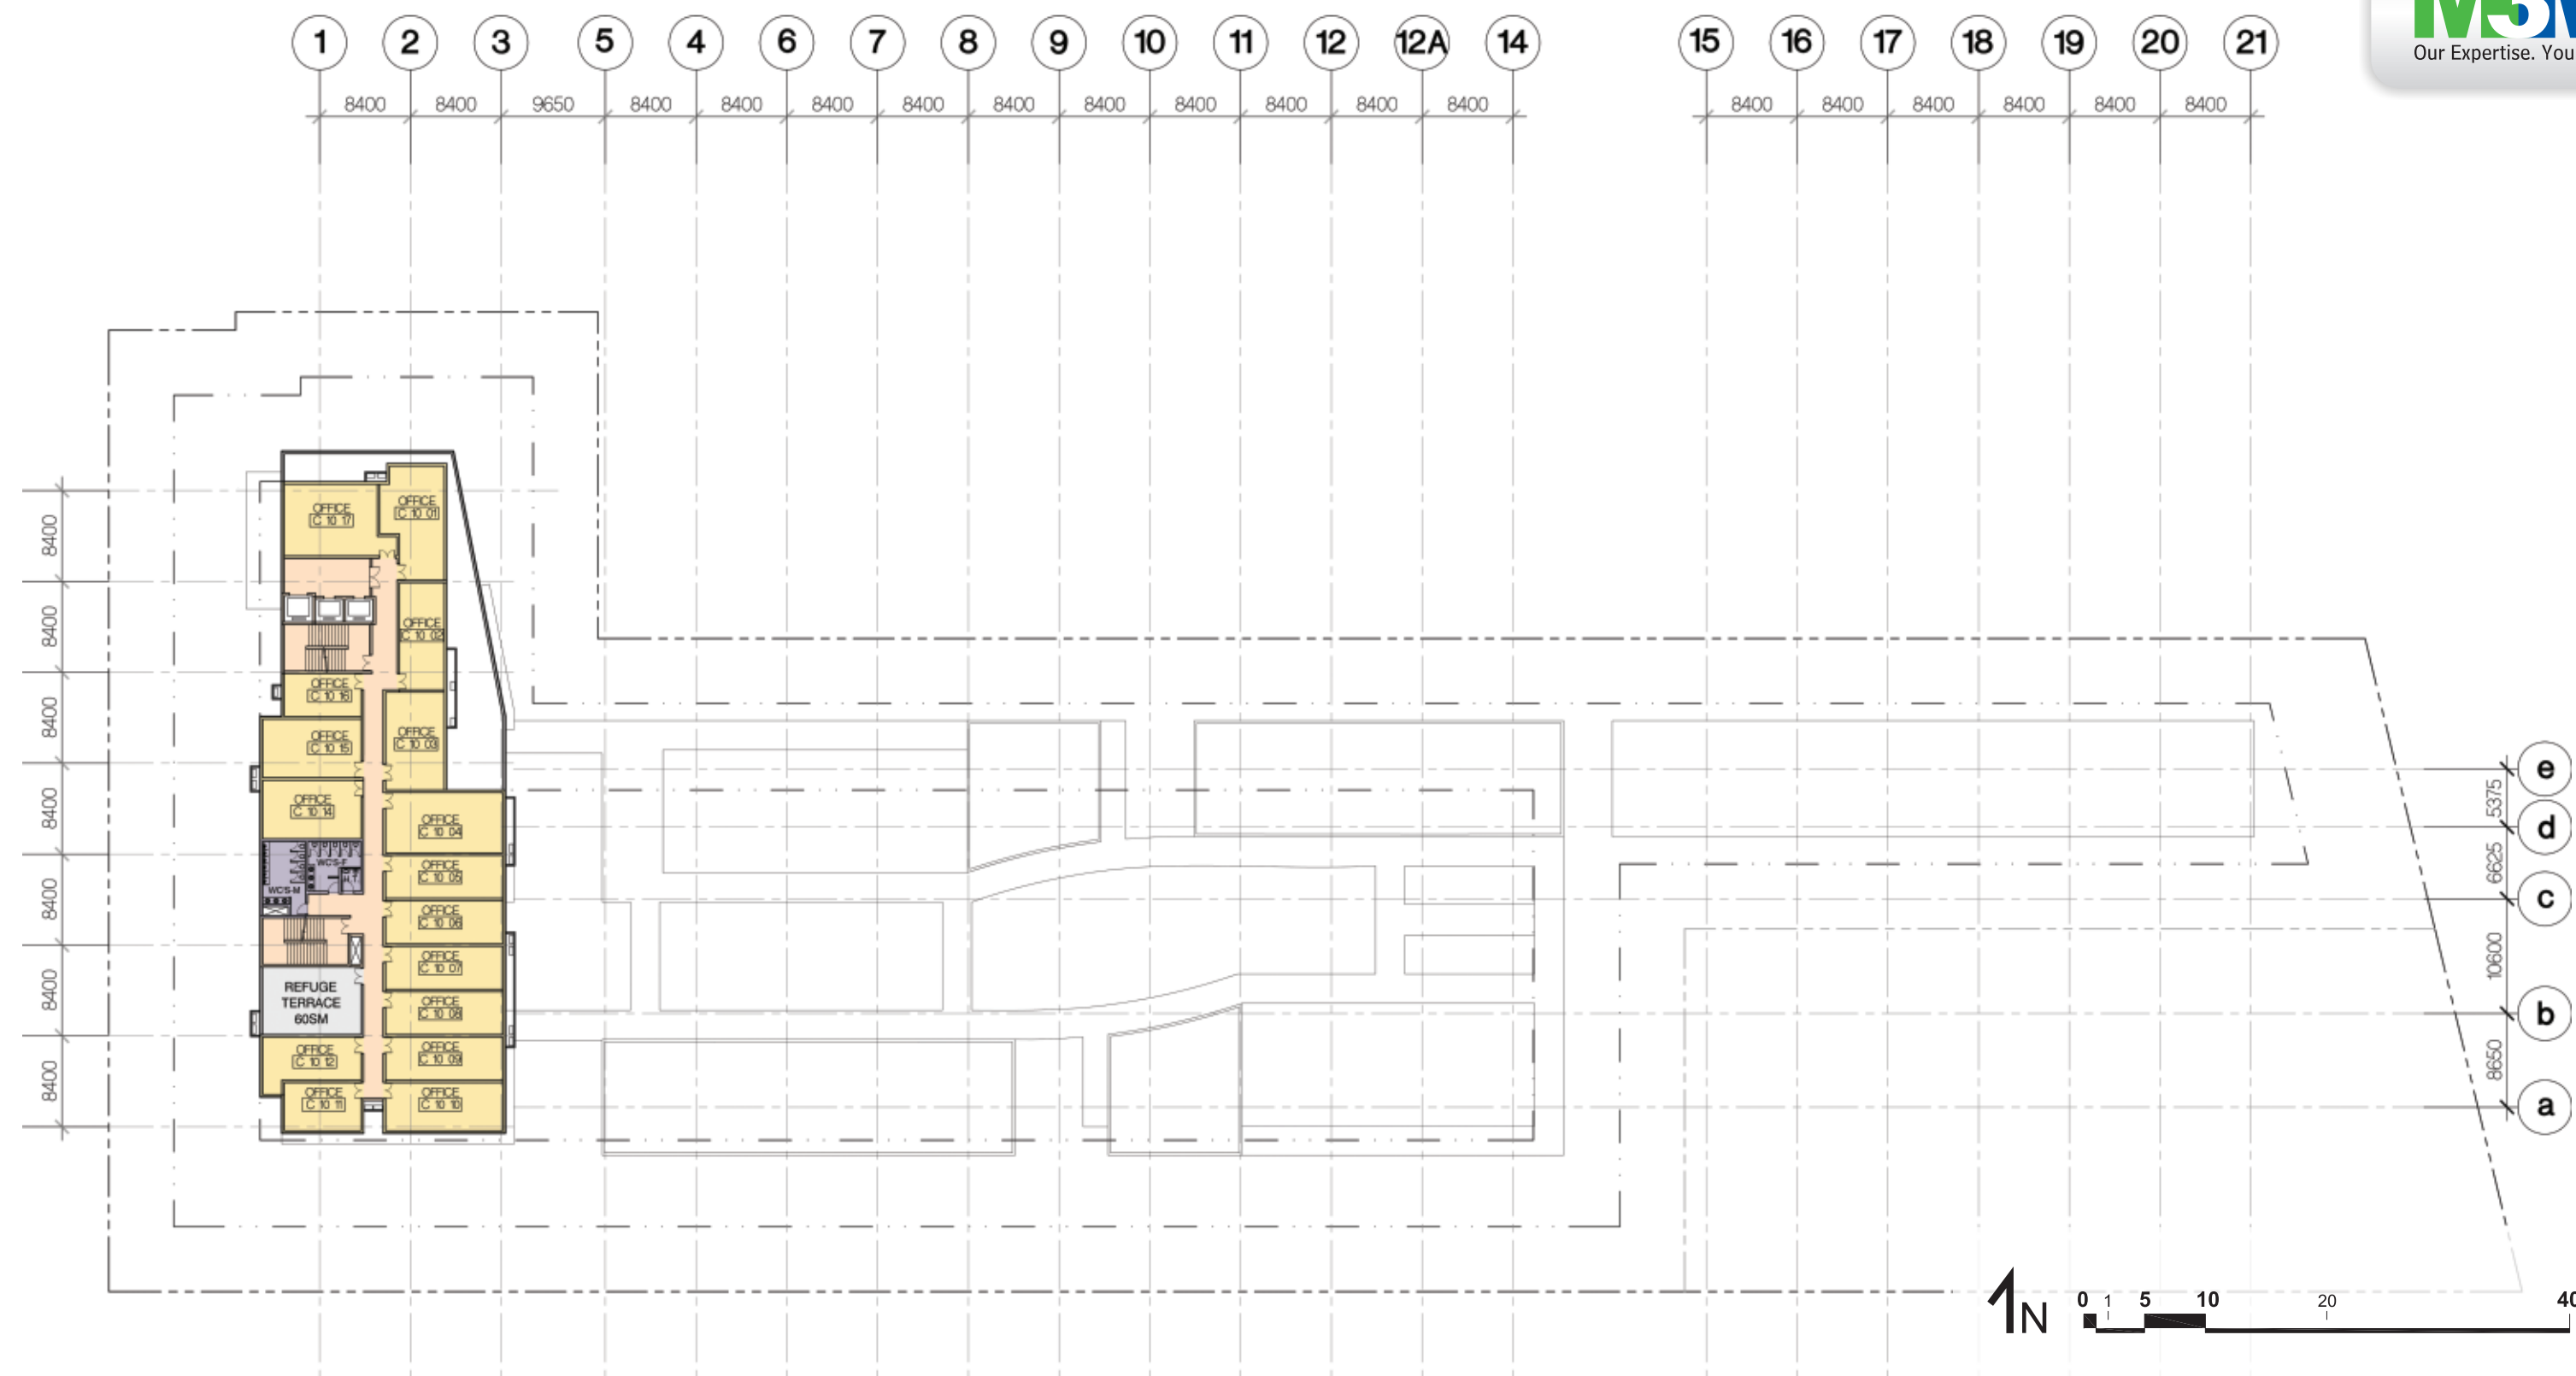 1 2 3 5 4 6 7 8 9 10 11 12 12A 14 15 16 17 18 19 20 21
Our Expertise. You
8400 8400 9650 8400 8400 8400 8400 8400 8400 8400 8400 8400 8400 8400 8400 8400 8400 8400 8400
8400
8400
8400
8400
8400
8400
8400
OFFICE
C 10 17
OFFICE
C 10 01
OFFICE
C 10 02
OFFICE
C 10 16
OFFICE
C 10 15
OFFICE
C 10 03
OFFICE
C 10 14
OFFICE
C 10 04
WC'S-F
H.T.
WC'S-M
OFFICE
C 10 05
OFFICE
C 10 06
OFFICE
C 10 07
REFUGE
TERRACE
60SM
OFFICE
C 10 08
OFFICE
C 10 12
OFFICE
C 10 09
OFFICE
C 10 11
OFFICE
C 10 10
e
5375
d
6625
c
10600
b
8650
a
N
0 1 5 10 20 40